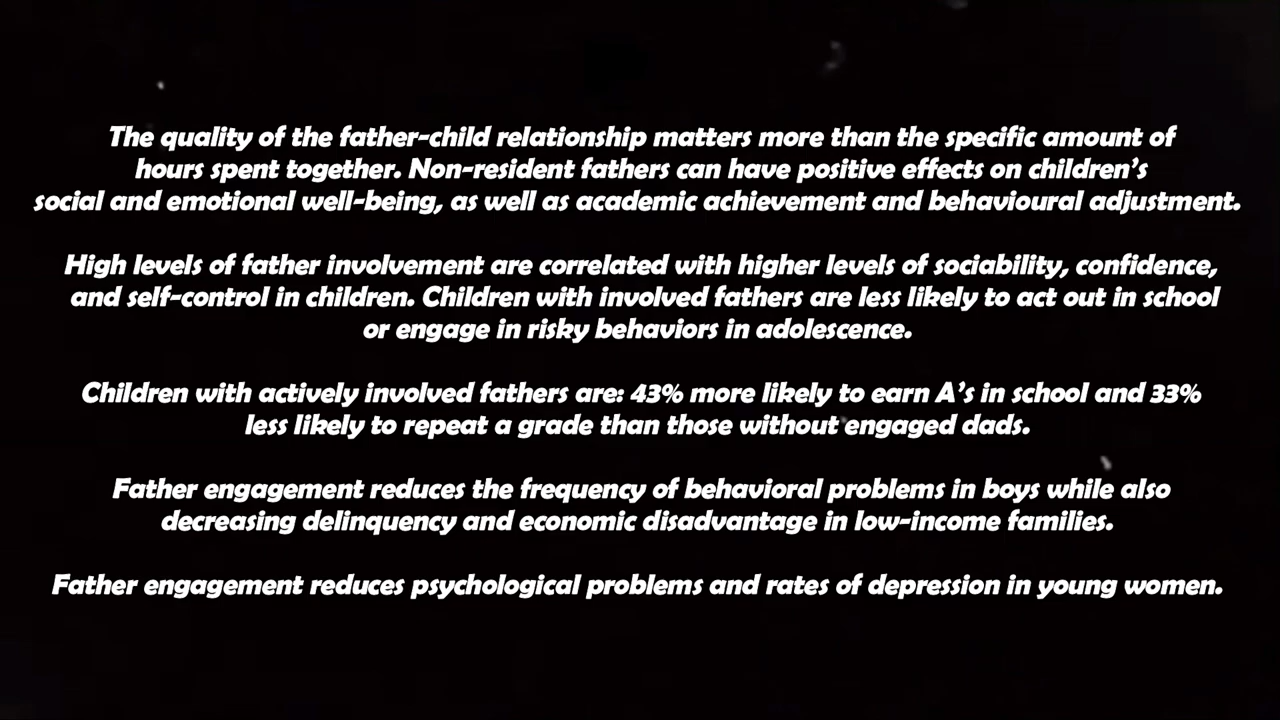 The quality of the father-child relationship matters more than the specific amount of
hours spent together. Non-resident fathers can have positive effects on children's
social and emotional well-being, as well as academic achievement and behavioural adjustment.
High levels of father involvement are correlated with higher levels of sociability, confidence,
and self-control in children. Children with involved fathers are less likely to act out in school
or engage in risky behaviors in adolescence.
Children with actively involved fathers are: 43% more likely to earn A's in school and 33%
less likely to repeat a grade than those without engaged dads.
Father engagement reduces the frequency of behavioral problems in boys while also
decreasing delinquency and economic disadvantage in low-income families.
Father engagement reduces psychological problems and rates of depression in young women.